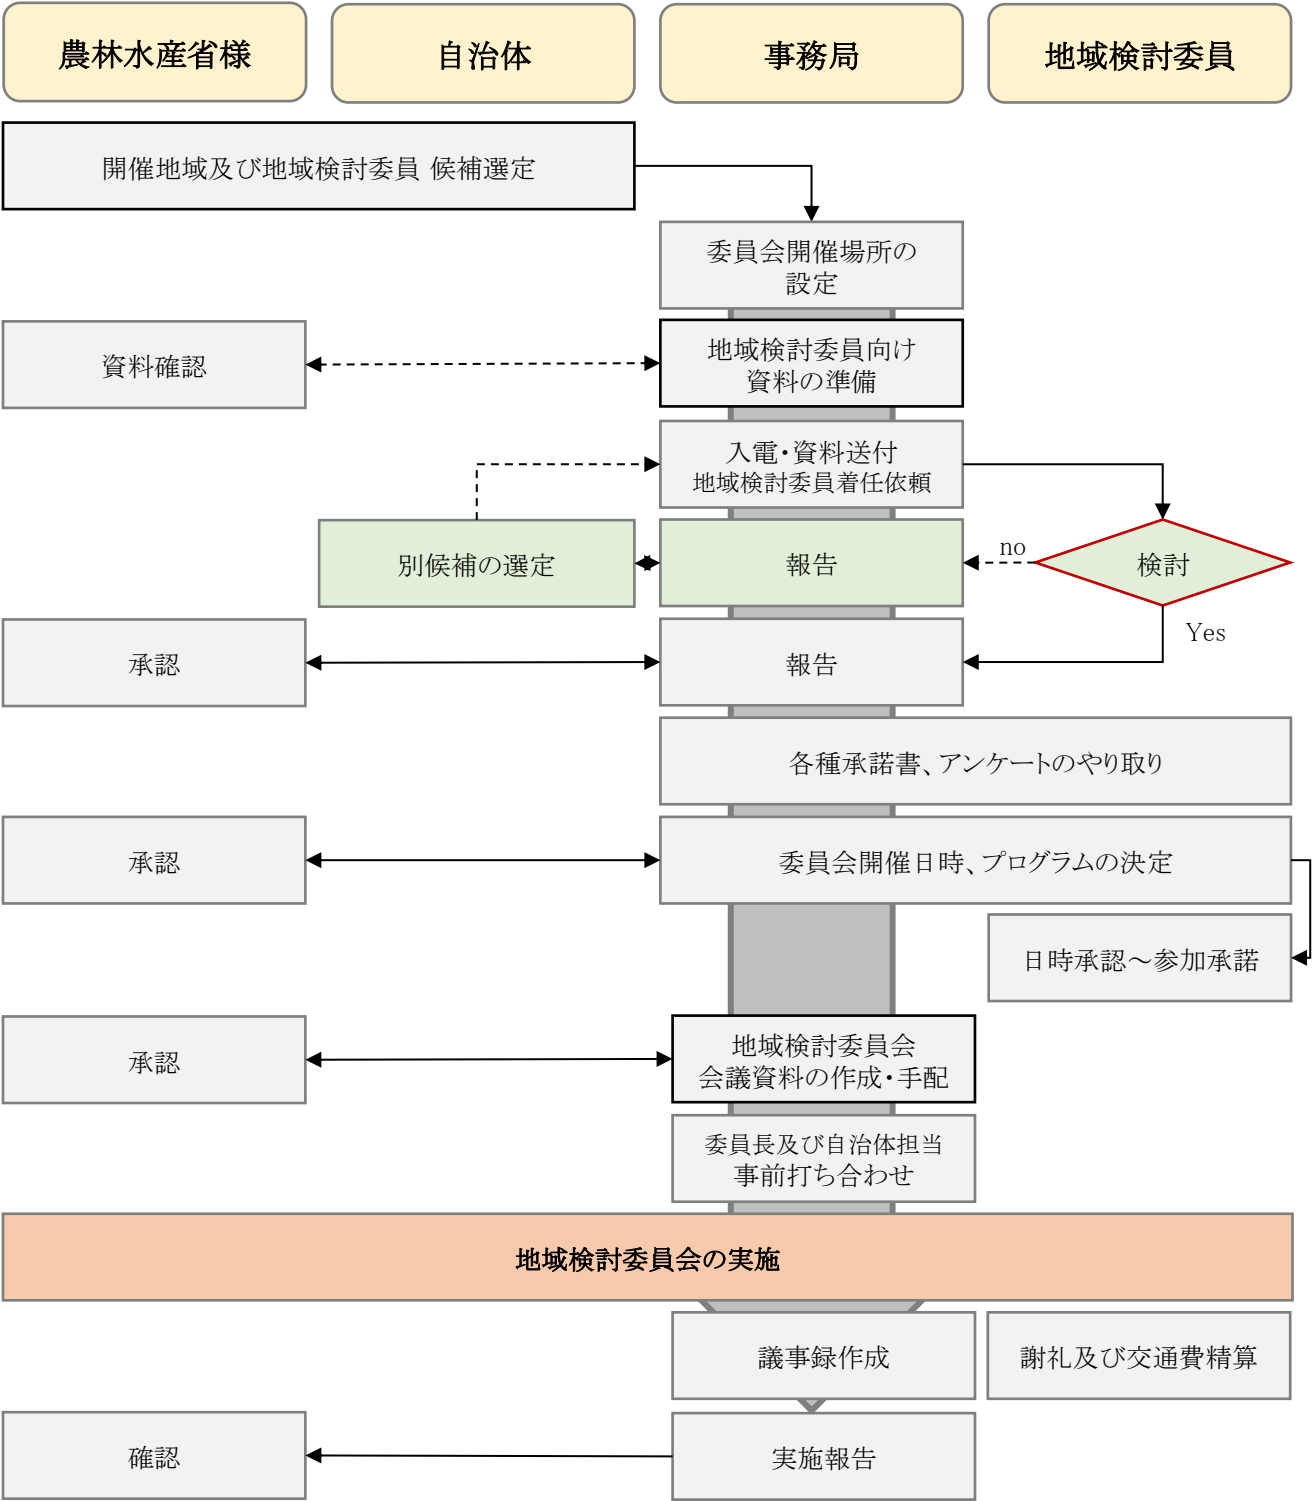 農林水産省様
自治体
事務局
地域検討委員
開催地域及び地域検討委員 候補選定
委員会開催場所の
設定
資料確認
地域検討委員向け
資料の準備
入電・資料送付
地域検討委員着任依頼
別候補の選定
報告
no
検討
Yes
承認
報告
各種承諾書、アンケートのやり取り
承認
委員会開催日時、プログラムの決定
日時承認～参加承諾
承認
地域検討委員会
会議資料の作成・手配
委員長及び自治体担当
事前打ち合わせ
地域検討委員会の実施
議事録作成
謝礼及び交通費精算
確認
実施報告